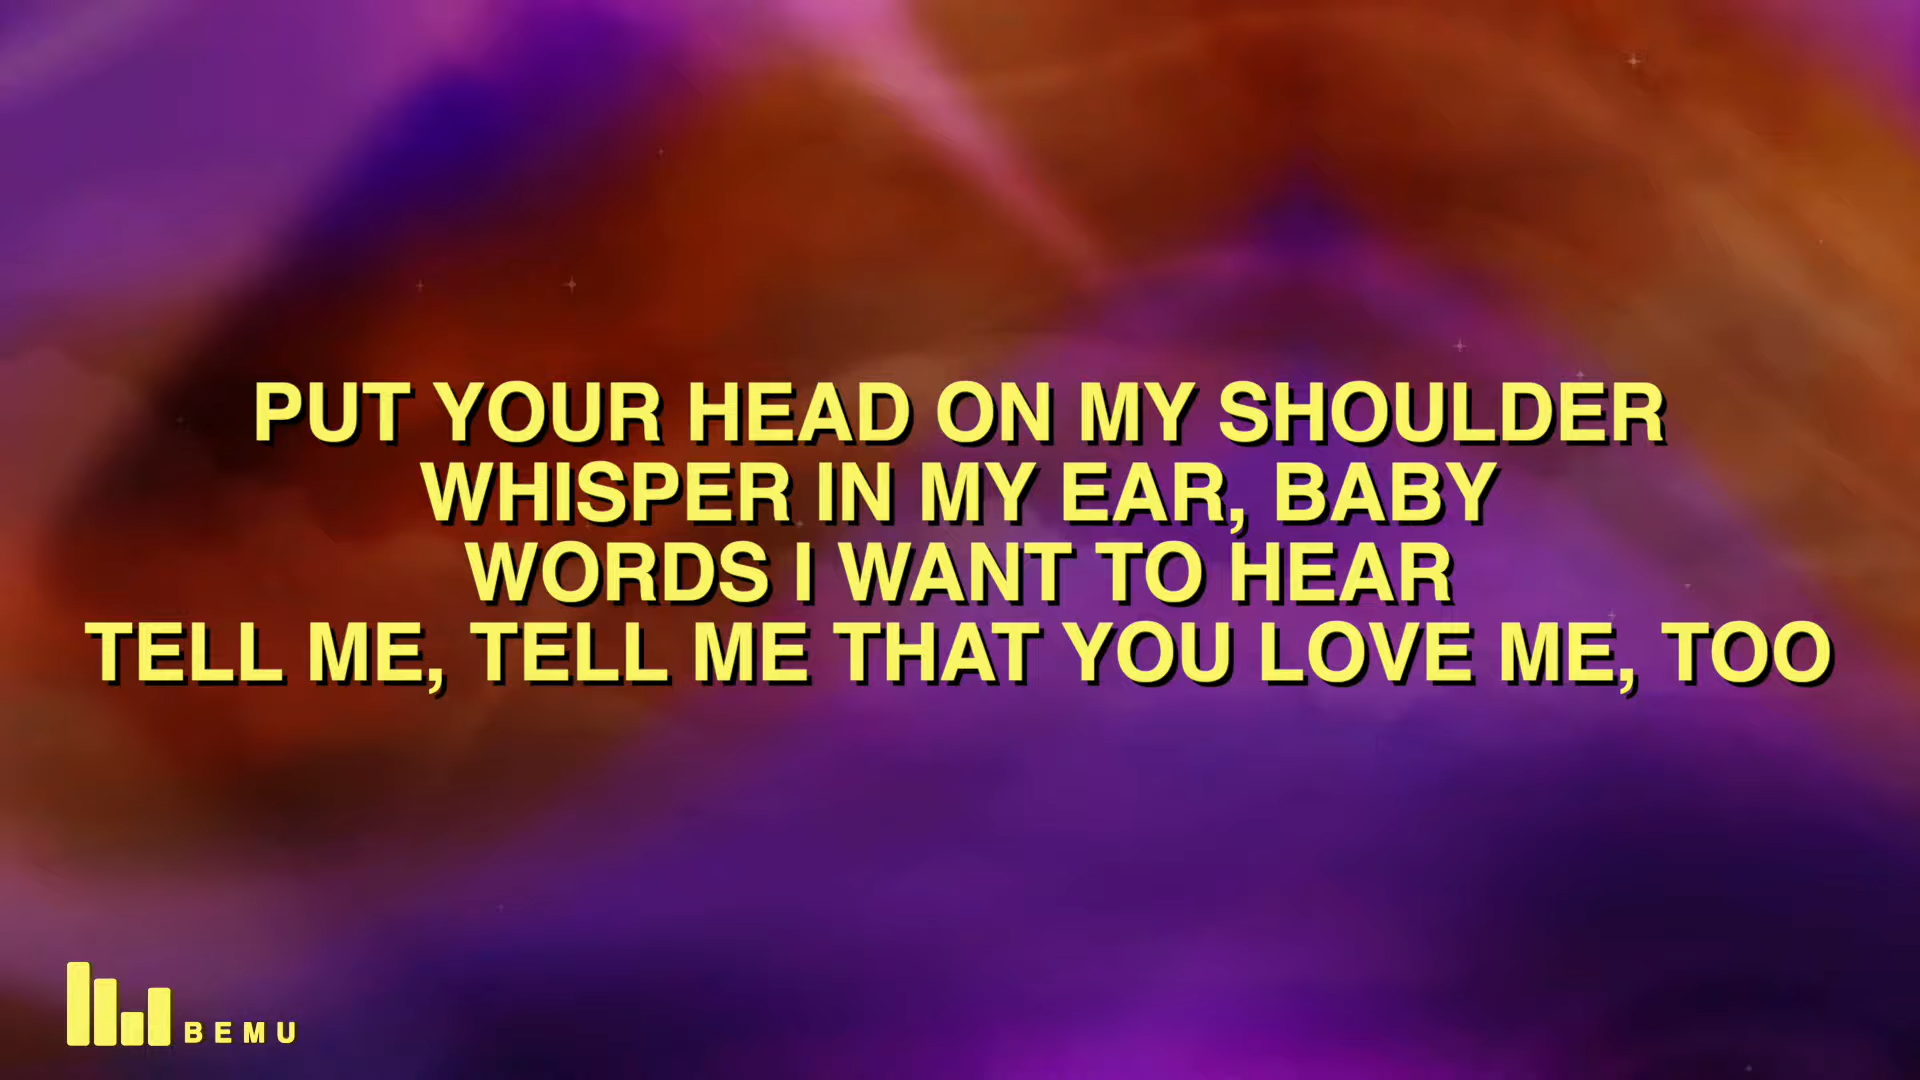 PUT YOUR HEAD ON MY SHOULDER
WHISPER IN MY EAR, BABY
WORDS I WANT TO HEAR
TELL ME, TELL ME THAT YOU LOVE ME, TOO
BEMU